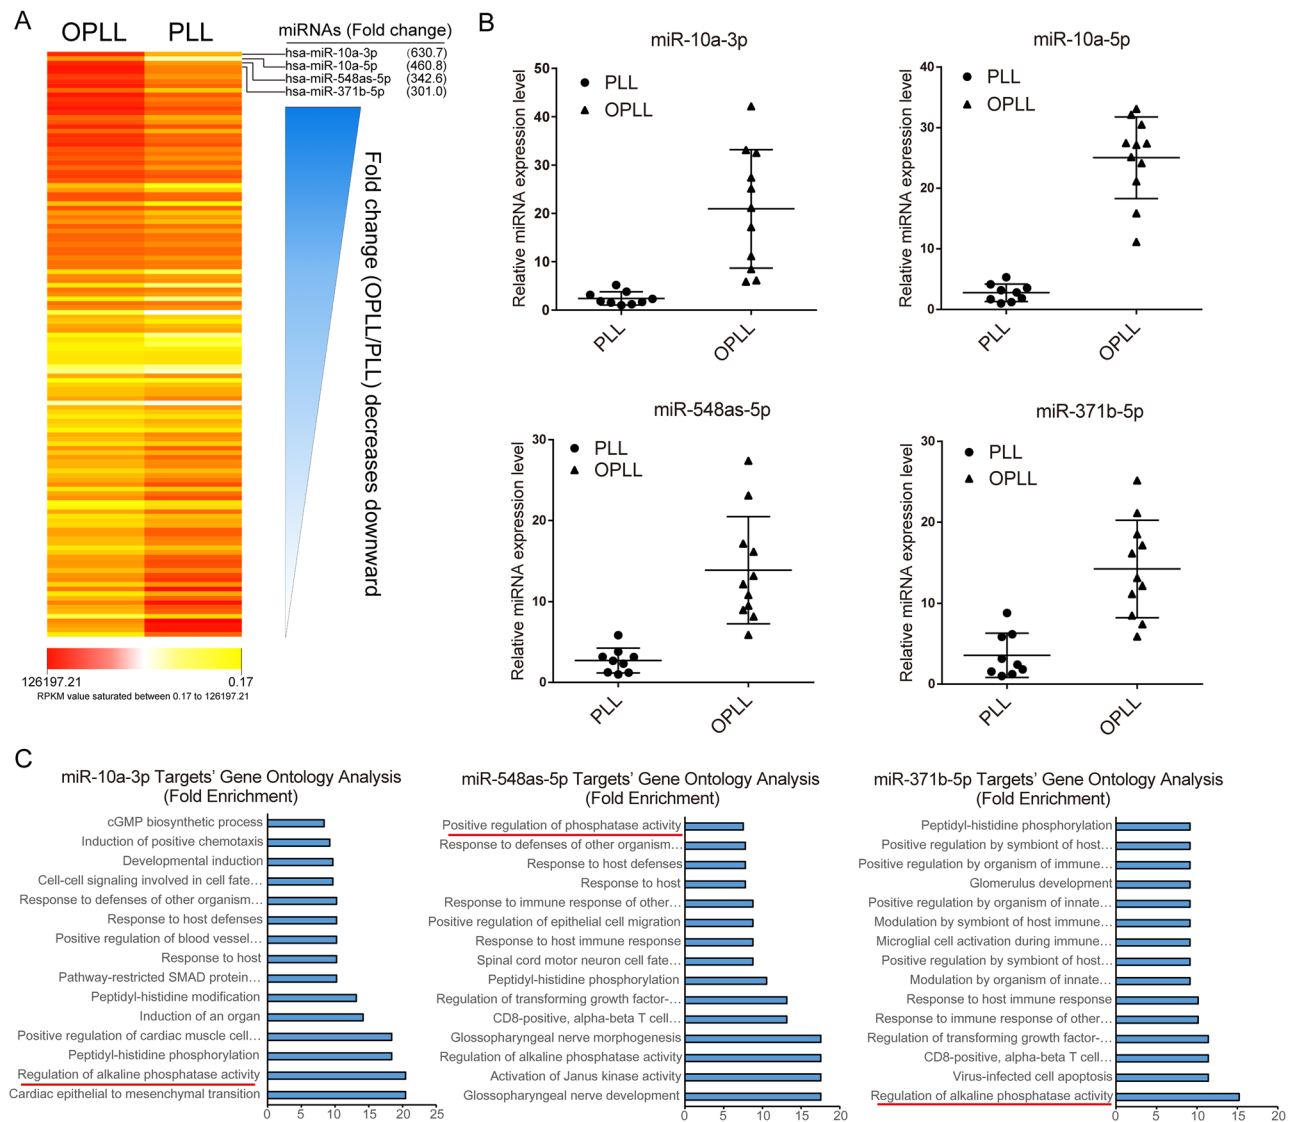 A
OPLL PLL
miRNAs (Fold change)
hsa-miR-10a-3p (630.7)
hsa-miR-10a-5p (460.8)
hsa-miR-548as-5p (342.6)
hsa-miR-371b-5p (301.0)
Fold change (OPLL/PLL) decreases downward
126197.21 0.17
RPKM value saturated between 0.17 to 126197.21
B
miR-10a-3p
Relative miRNA expression level
50
40
30
20
10
0
PLL
OPLL
PLL
OPLL
miR-10a-5p
Relative miRNA expression level
40
30
20
10
0
PLL
OPLL
PLL
OPLL
miR-548as-5p
Relative miRNA expression level
30
20
10
0
PLL
OPLL
PLL
OPLL
miR-371b-5p
Relative miRNA expression level
30
20
10
0
PLL
OPLL
PLL
OPLL
C
miR-10a-3p Targets' Gene Ontology Analysis
(Fold Enrichment)
cGMP biosynthetic process
Induction of positive chemotaxis
Developmental induction
Cell-cell signaling involved in cell fate...
Response to defenses of other organism...
Response to host defenses
Positive regulation of blood vessel...
Response to host
Pathway-restricted SMAD protein...
Peptidyl-histidine modification
Induction of an organ
Positive regulation of cardiac muscle cell...
Peptidyl-histidine phosphorylation
Regulation of alkaline phosphatase activity
Cardiac epithelial to mesenchymal transition
0 5 10 15 20 25
miR-548as-5p Targets' Gene Ontology Analysis
(Fold Enrichment)
Positive regulation of phosphatase activity
Response to defenses of other organism...
Response to host defenses
Response to host
Response to immune response of other...
Positive regulation of epithelial cell migration
Response to host immune response
Spinal cord motor neuron cell fate...
Peptidyl-histidine phosphorylation
Regulation of transforming growth factor-...
CD8-positive, alpha-beta T cell...
Glossopharyngeal nerve morphogenesis
Regulation of alkaline phosphatase activity
Activation of Janus kinase activity
Glossopharyngeal nerve development
0 5 10 15 20
miR-371b-5p Targets' Gene Ontology Analysis
(Fold Enrichment)
Peptidyl-histidine phosphorylation
Positive regulation by symbiont of host...
Positive regulation by organism of immune...
Glomerulus development
Positive regulation by organism of innate...
Modulation by symbiont of host immune...
Microglial cell activation during immune...
Positive regulation by symbiont of host...
Modulation by organism of innate...
Response to host immune response
Response to immune response of other...
Regulation of transforming growth factor-...
CD8-positive, alpha-beta T cell...
Virus-infected cell apoptosis
Regulation of alkaline phosphatase activity
0 5 10 15 20